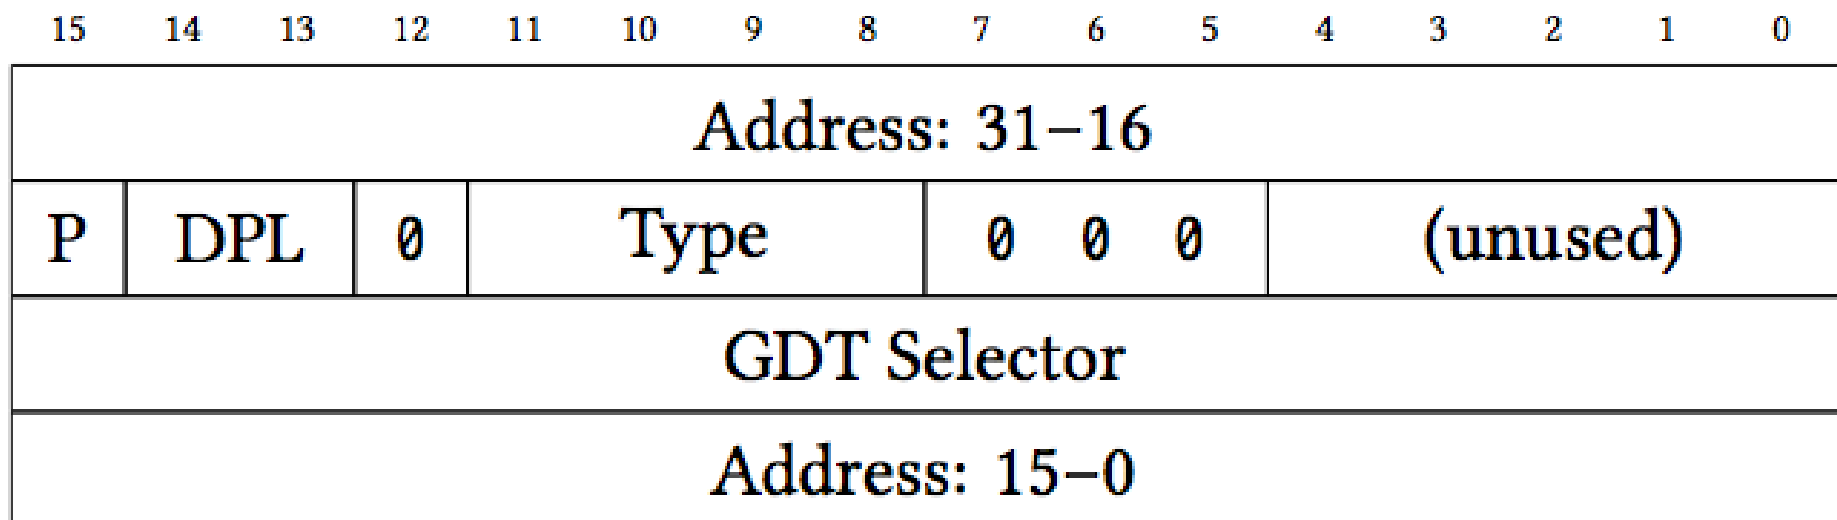 15 14 13 12 11 10 9 8 7 6 5 4 3 2 1 0
Address: 31–16
P DPL 0 Type 0 0 0 (unused)
GDT Selector
Address: 15–0